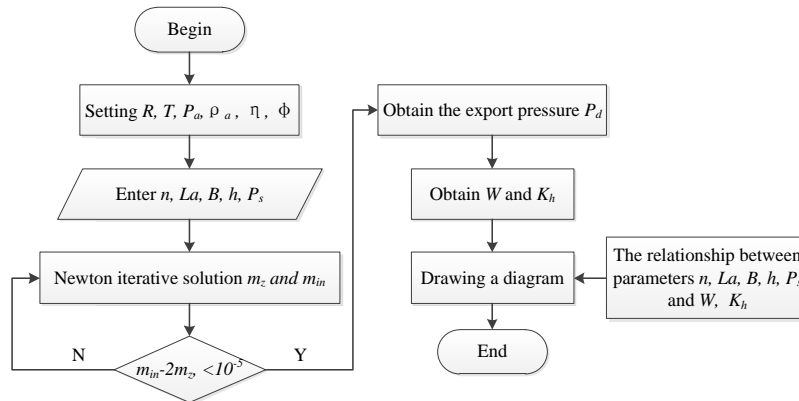 Begin
Setting R, T, Pa, ρa, η, ф
Enter n, La, B, h, Ps
Newton iterative solution mz and min
N
min-2mz, <10-5
Y
Obtain the export pressure Pd
Obtain W and Kh
Drawing a diagram
The relationship between
parameters n, La, B, h, Ps
and W, Kh
End